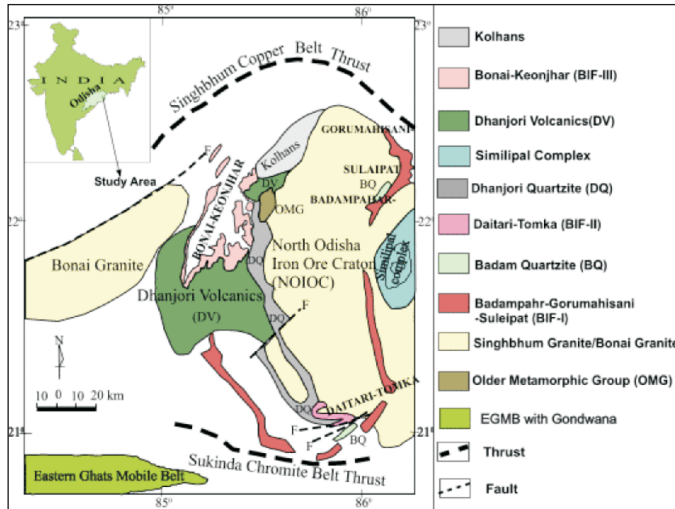 85°
86°
23°
23°
INDIA
Odjsha
Study Area
Singhbhum Copper Belt Thrust
Kolhans
GORUMAHISANI-
SULAIPAT
BQ
BADAMPAHAR-
F
BONAI-KEONJHAR
DV
OMG
22°
22°
Bonai Granite
DQ
North Odisha
Iron Ore Craton
(NOIOC)
Similipal
complex
Dhanjori Volcanics
(DV)
F
DQ
N
10 0 10 20 km
DQ
DAITARI-TOMKA
F
F
BQ
21°
21°
Sukinda Chromite Belt Thrust
Eastern Ghats Mobile Belt
85°
86°
Kolhans
Bonai-Keonjhar (BIF-III)
Dhanjori Volcanics(DV)
Similipal Complex
Dhanjori Quartzite (DQ)
Daitari-Tomka (BIF-II)
Badam Quartzite (BQ)
Badampahr-Gorumahisani
-Suleipat (BIF-I)
Singhbhum Granite/Bonai Granite
Older Metamorphic Group (OMG)
EGMB with Gondwana
Thrust
Fault